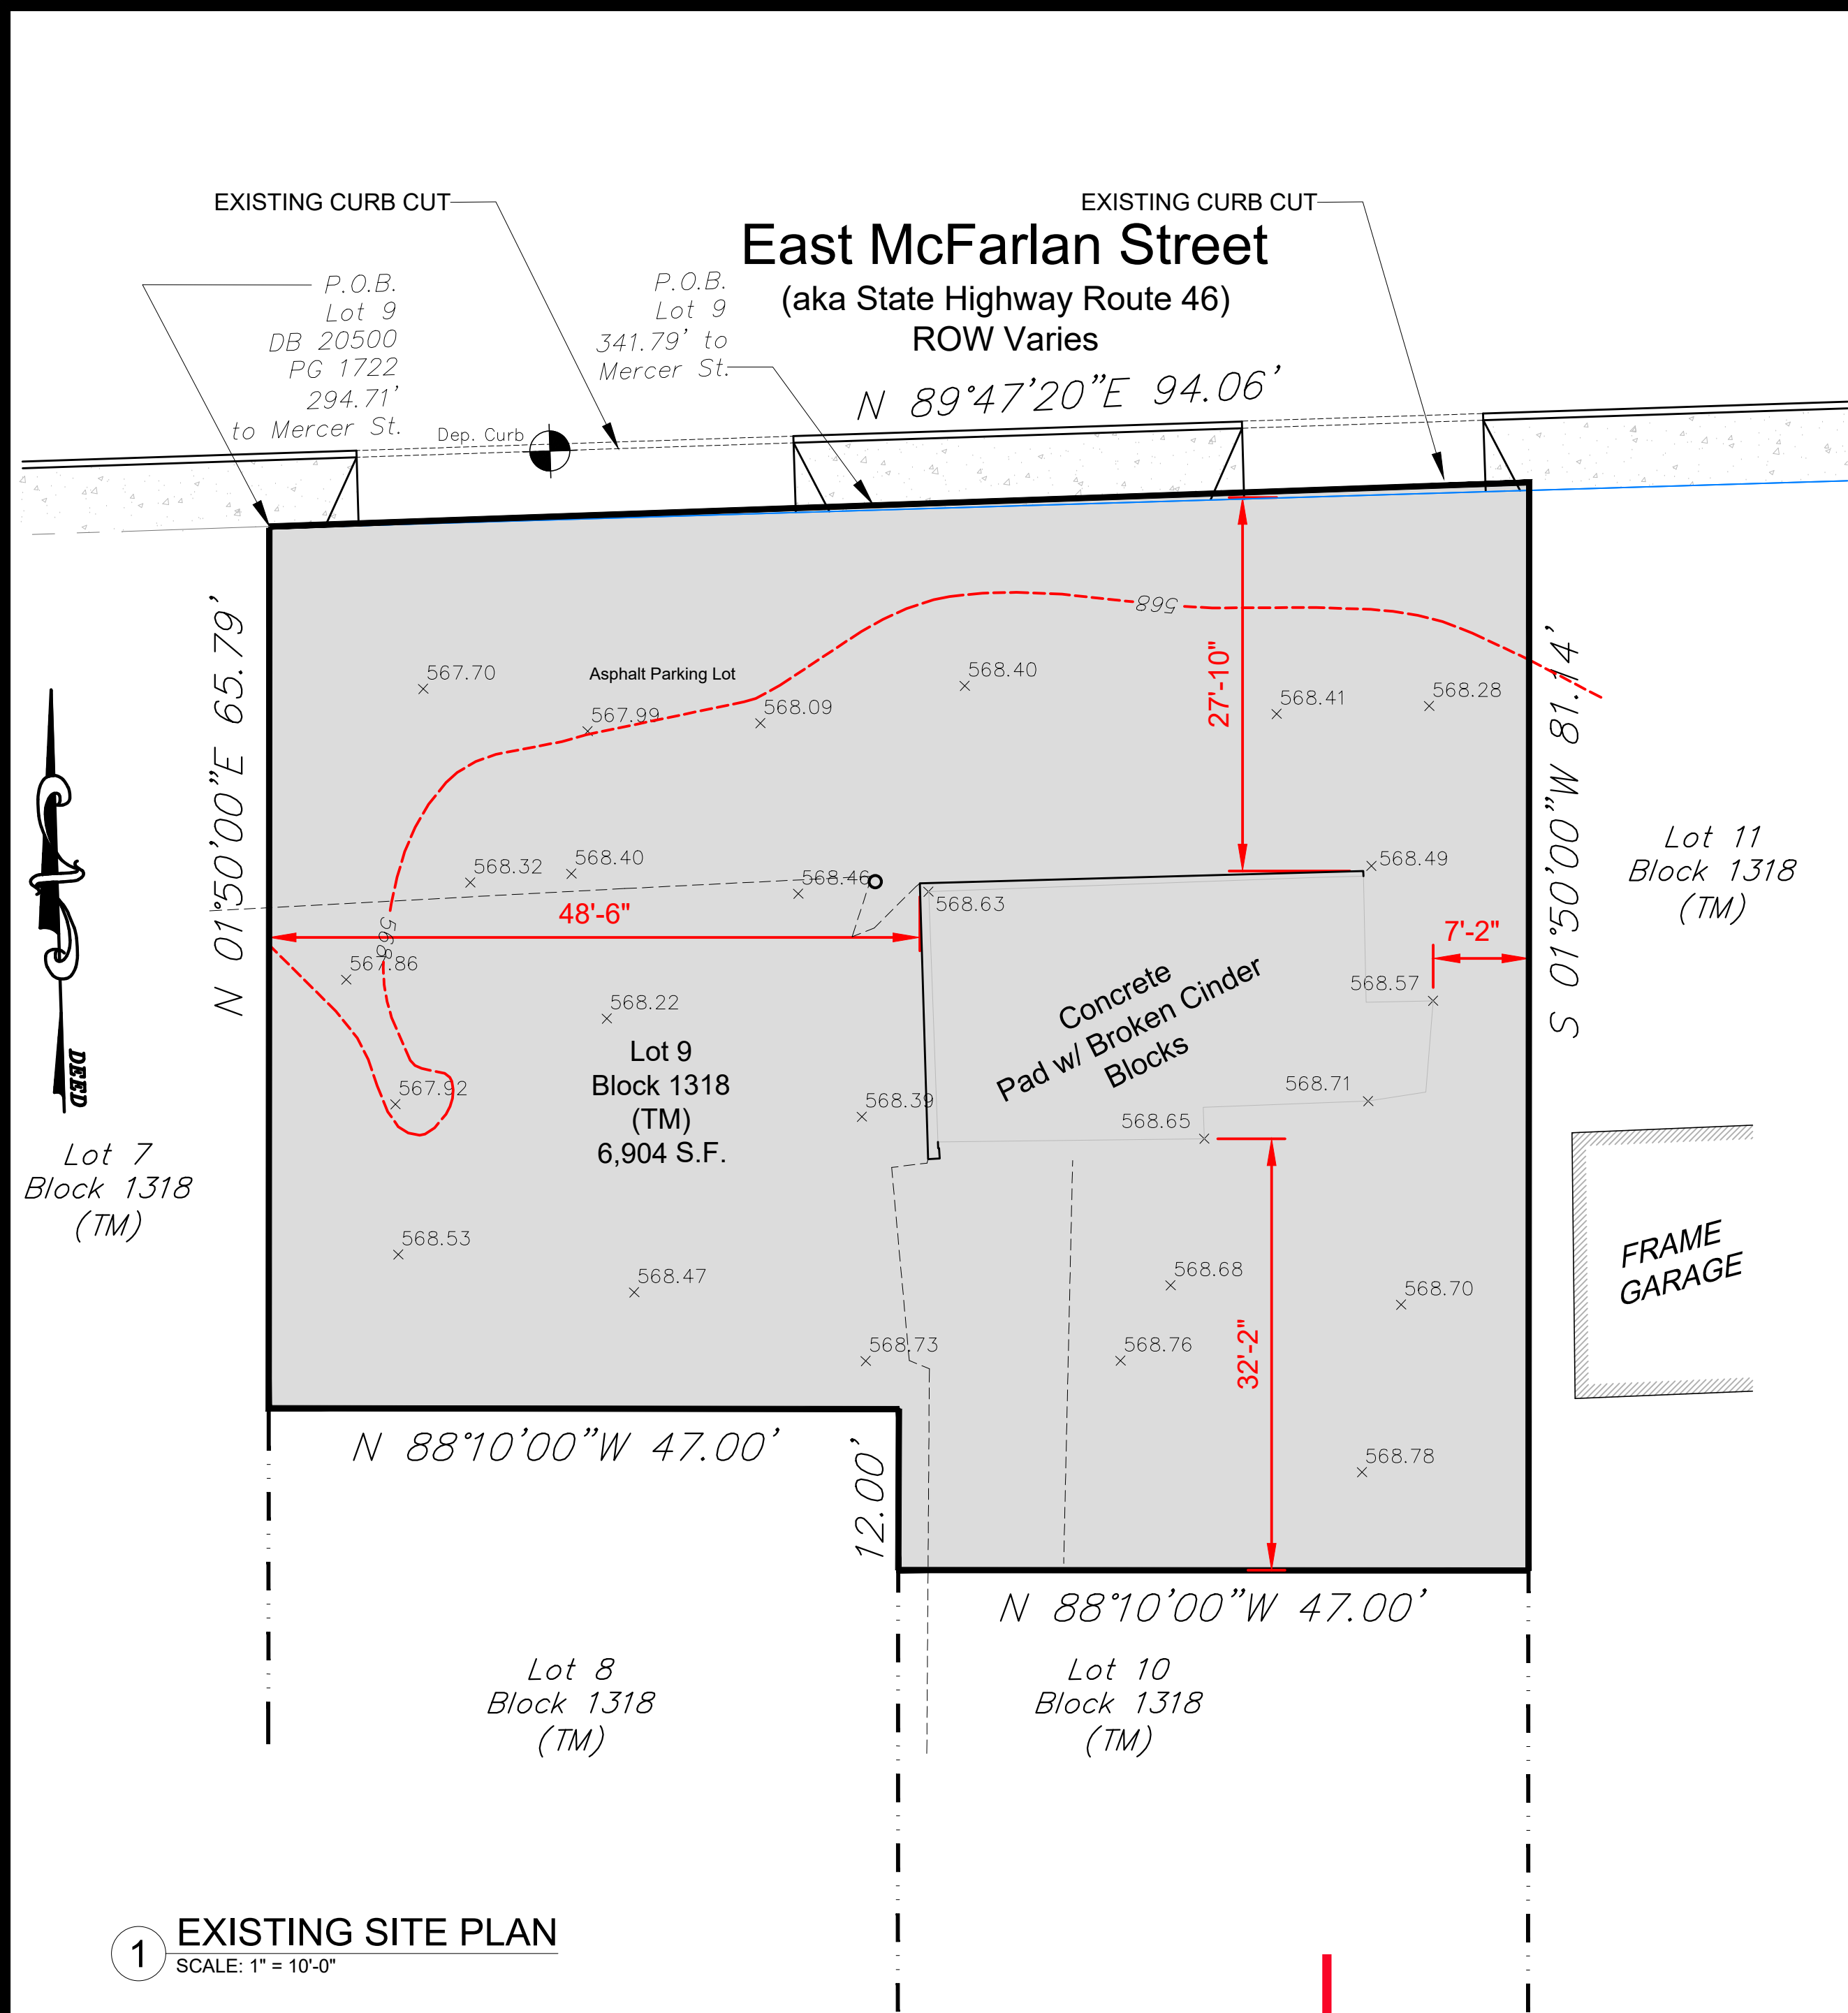 EXISTING CURB CUT
EXISTING CURB CUT
East McFarlan Street
(aka State Highway Route 46)
ROW Varies
P.O.B.
Lot 9
DB 20500
PG 1722
294.71'
to Mercer St.
P.O.B.
Lot 9
341.79' to
Mercer St.
N 89°47'20"E 94.06'
Dep. Curb
568
N 01°50'00"E 65.79'
S 01°50'00"W 81.14'
567.70
Asphalt Parking Lot
567.99
568.09
568.40
27'-10"
568.41
568.28
Lot 11
Block 1318
(TM)
568.32
568.40
568.46
568.63
568.49
48'-6"
7'-2"
568
567.86
568.22
568.57
Concrete
Pad w/ Broken Cinder
Blocks
DEED
Lot 9
Block 1318
(TM)
6,904 S.F.
567.92
568.39
568.71
568.65
Lot 7
Block 1318
(TM)
568.53
568.47
568.68
568.70
32'-2"
568.73
568.76
568.78
FRAME
GARAGE
N 88°10'00"W 47.00'
12.00'
N 88°10'00"W 47.00'
Lot 8
Block 1318
(TM)
Lot 10
Block 1318
(TM)
1
EXISTING SITE PLAN
SCALE: 1" = 10'-0"